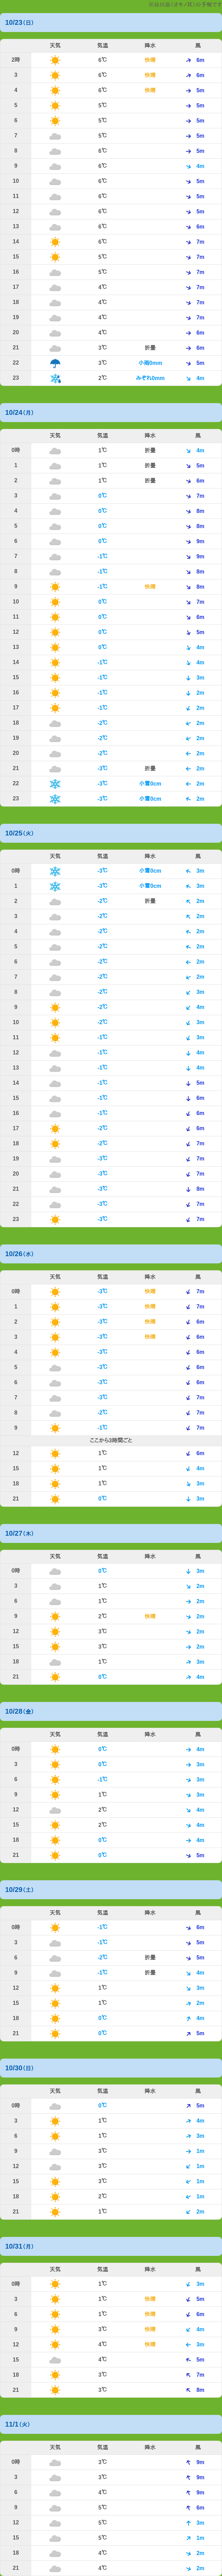 10/23(日)
天気 気温 降水 風
2時 6℃ 快晴 6m
3 6℃ 快晴 6m
4 6℃ 快晴 5m
5 5℃ 5m
6 5℃ 5m
7 5℃ 5m
8 6℃ 5m
9 6℃ 4m
10 6℃ 5m
11 6℃ 5m
12 6℃ 5m
13 6℃ 6m
14 6℃ 7m
15 6℃ 7m
16 5℃ 7m
17 4℃ 7m
18 4℃ 7m
19 4℃ 7m
20 4℃ 6m
21 3℃ 折曇 6m
22 3℃ 小雨0mm 5m
23 2℃ みぞれ0mm 4m
10/24(月)
天気 気温 降水 風
0時 1℃ 折曇 4m
1 1℃ 折曇 5m
2 1℃ 折曇 6m
3 0℃ 7m
4 0℃ 8m
5 0℃ 8m
6 0℃ 9m
7 -1℃ 9m
8 -1℃ 8m
9 -1℃ 快晴 8m
10 0℃ 7m
11 0℃ 6m
12 0℃ 5m
13 0℃ 4m
14 -1℃ 4m
15 -1℃ 3m
16 -1℃ 2m
17 -1℃ 2m
18 -2℃ 2m
19 -2℃ 2m
20 -2℃ 2m
21 -3℃ 折曇 2m
22 -3℃ 小雪0cm 2m
23 -3℃ 小雪0cm 2m
10/25(火)
天気 気温 降水 風
0時 -3℃ 小雪0cm 3m
1 -3℃ 小雪0cm 3m
2 -2℃ 折曇 2m
3 -2℃ 2m
4 -2℃ 2m
5 -2℃ 2m
6 -2℃ 2m
7 -2℃ 2m
8 -2℃ 3m
9 -2℃ 4m
10 -2℃ 3m
11 -1℃ 3m
12 -1℃ 4m
13 -1℃ 4m
14 -1℃ 5m
15 -1℃ 6m
16 -1℃ 6m
17 -2℃ 6m
18 -2℃ 7m
19 -3℃ 7m
20 -3℃ 7m
21 -3℃ 8m
22 -3℃ 7m
23 -3℃ 7m
10/26(水)
天気 気温 降水 風
0時 -3℃ 快晴 7m
1 -3℃ 快晴 7m
2 -3℃ 快晴 6m
3 -3℃ 快晴 6m
4 -3℃ 6m
5 -3℃ 6m
6 -3℃ 6m
7 -3℃ 7m
8 -2℃ 7m
9 -1℃ 7m
ここから3時間ごと
12 1℃ 6m
15 1℃ 4m
18 1℃ 3m
21 0℃ 3m
10/27(木)
天気 気温 降水 風
0時 0℃ 3m
3 1℃ 2m
6 1℃ 2m
9 2℃ 快晴 2m
12 3℃ 2m
15 3℃ 2m
18 1℃ 3m
21 0℃ 4m
10/28(金)
天気 気温 降水 風
0時 0℃ 4m
3 0℃ 3m
6 -1℃ 3m
9 1℃ 3m
12 2℃ 4m
15 2℃ 4m
18 0℃ 4m
21 0℃ 5m
10/29(土)
天気 気温 降水 風
0時 -1℃ 6m
3 -1℃ 5m
6 -2℃ 折曇 5m
9 -1℃ 折曇 4m
12 1℃ 3m
15 1℃ 2m
18 0℃ 4m
21 0℃ 5m
10/30(日)
天気 気温 降水 風
0時 0℃ 5m
3 1℃ 4m
6 1℃ 3m
9 3℃ 1m
12 3℃ 1m
15 3℃ 1m
18 2℃ 1m
21 1℃ 2m
10/31(月)
天気 気温 降水 風
0時 1℃ 3m
3 1℃ 快晴 5m
6 1℃ 快晴 6m
9 3℃ 快晴 4m
12 4℃ 快晴 3m
15 4℃ 5m
18 3℃ 7m
21 3℃ 8m
11/1(火)
天気 気温 降水 風
0時 3℃ 9m
3 3℃ 9m
6 4℃ 9m
9 5℃ 6m
12 5℃ 3m
15 5℃ 1m
18 4℃ 2m
21 4℃ 2m